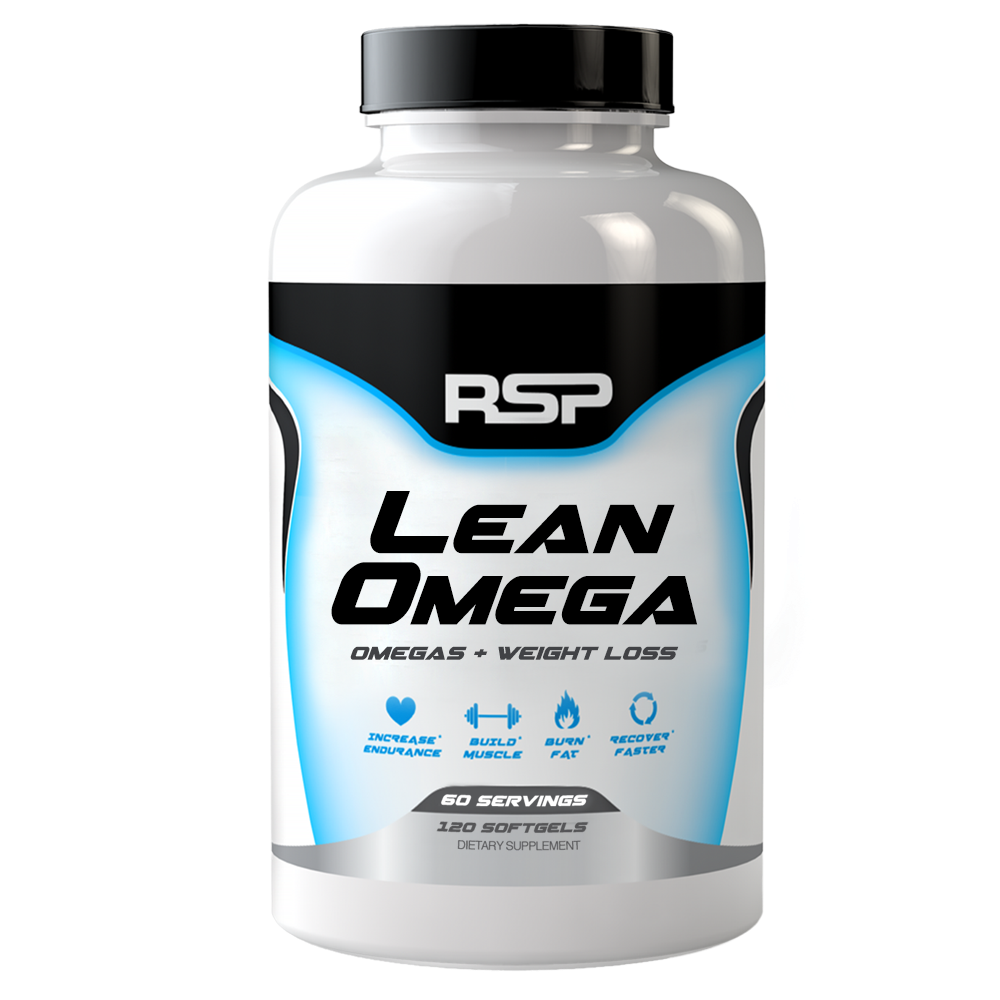 RSP
LEAN
OMEGA
OMEGAS + WEIGHT LOSS
INCREASE*
ENDURANCE
BUILD*
MUSCLE
BURN*
FAT
RECOVER*
FASTER
60 SERVINGS
120 SOFTGELS
DIETARY SUPPLEMENT